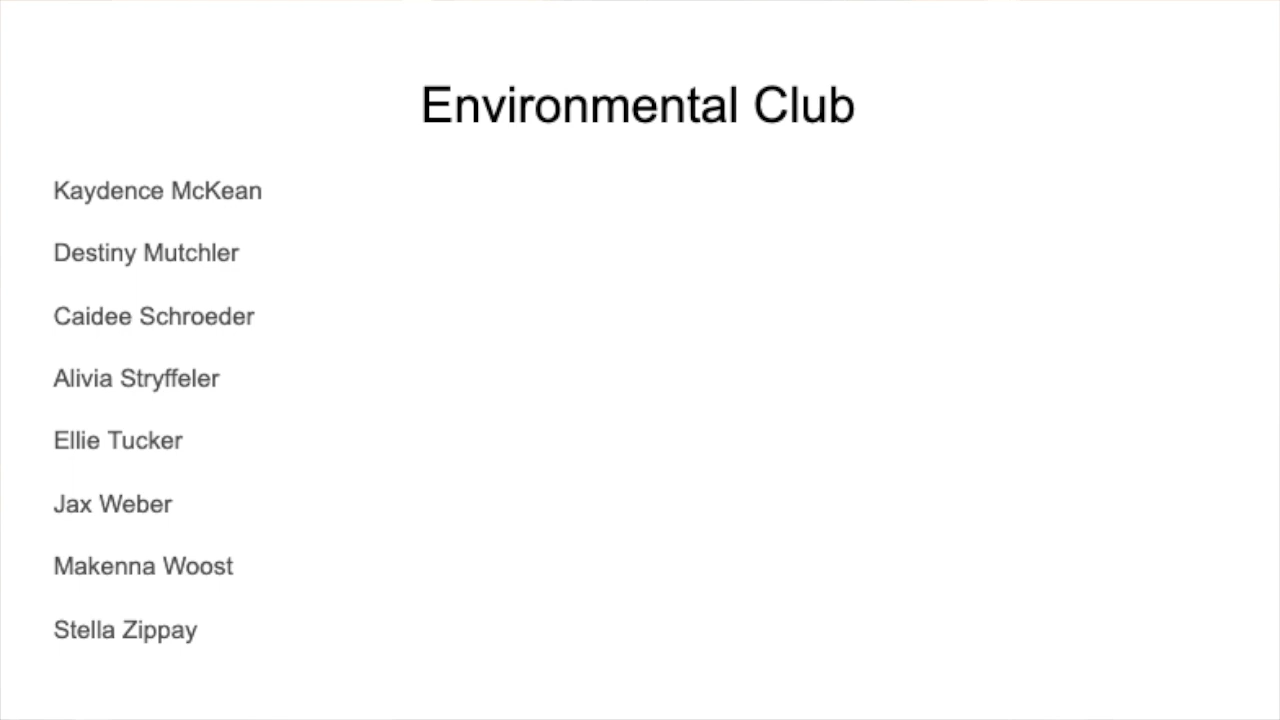 Environmental Club
Kaydence McKean
Destiny Mutchler
Caidee Schroeder
Alivia Stryffeler
Ellie Tucker
Jax Weber
Makenna Woost
Stella Zippay